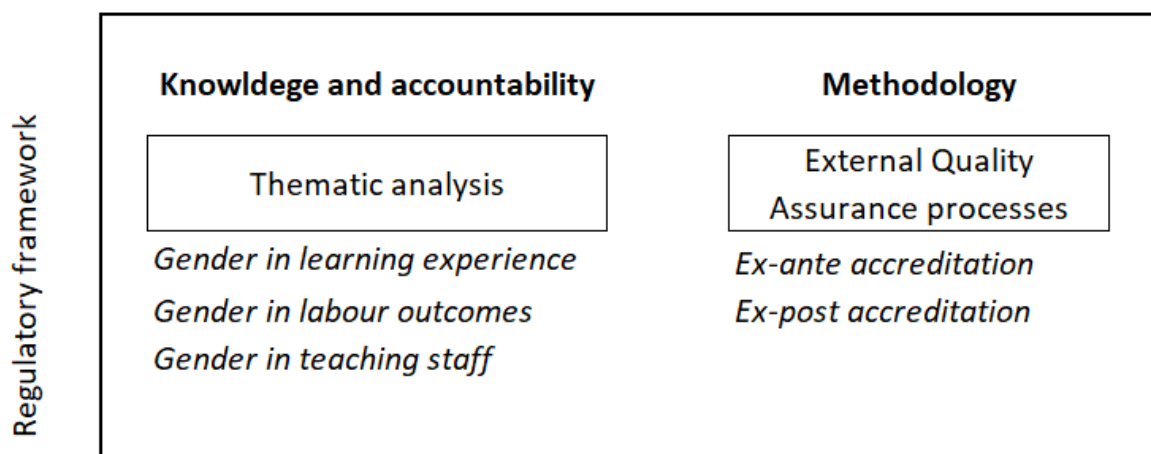 Regulatory framework
Knowldege and accountability
Thematic analysis
Gender in learning experience
Gender in labour outcomes
Gender in teaching staff
Methodology
External Quality
Assurance processes
Ex-ante accreditation
Ex-post accreditation